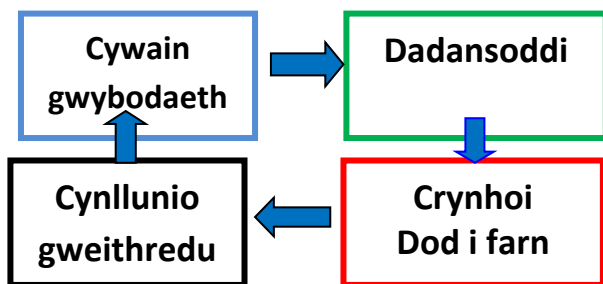 Cywain
gwybodaeth
Dadansoddi
Crynhoi
Dod i farn
Cynllunio
gweithredu